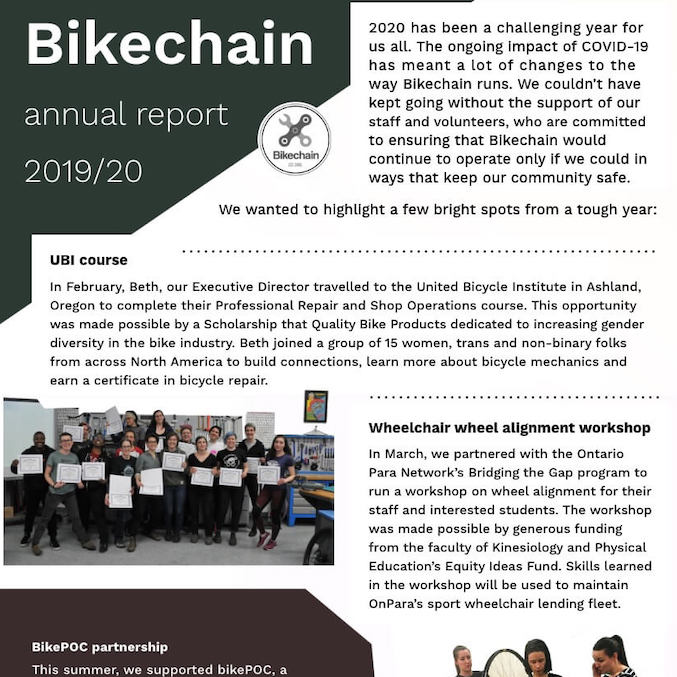 Bikechain
annual report
2019/20
Bikechain
2020 has been a challenging year for
us all. The ongoing impact of COVID-19
has meant a lot of changes to the
way Bikechain runs. We couldn't have
kept going without the support of our
staff and volunteers, who are committed
to ensuring that Bikechain would
continue to operate only if we could in
ways that keep our community safe.
We wanted to highlight a few bright spots from a tough year:
UBI course
In February, Beth, our Executive Director travelled to the United Bicycle Institute in Ashland,
Oregon to complete their Professional Repair and Shop Operations course. This opportunity
was made possible by a Scholarship that Quality Bike Products dedicated to increasing gender
diversity in the bike industry. Beth joined a group of 15 women, trans and non-binary folks
from across North America to build connections, learn more about bicycle mechanics and
earn a certificate in bicycle repair.
Wheelchair wheel alignment workshop
In March, we partnered with the Ontario
Para Network's Bridging the Gap program to
run a workshop on wheel alignment for their
staff and interested students. The workshop
was made possible by generous funding
from the faculty of Kinesiology and Physical
Education's Equity Ideas Fund. Skills learned
in the workshop will be used to maintain
OnPara's sport wheelchair lending fleet.
BikePOC partnership
This summer, we supported bikePOC, a